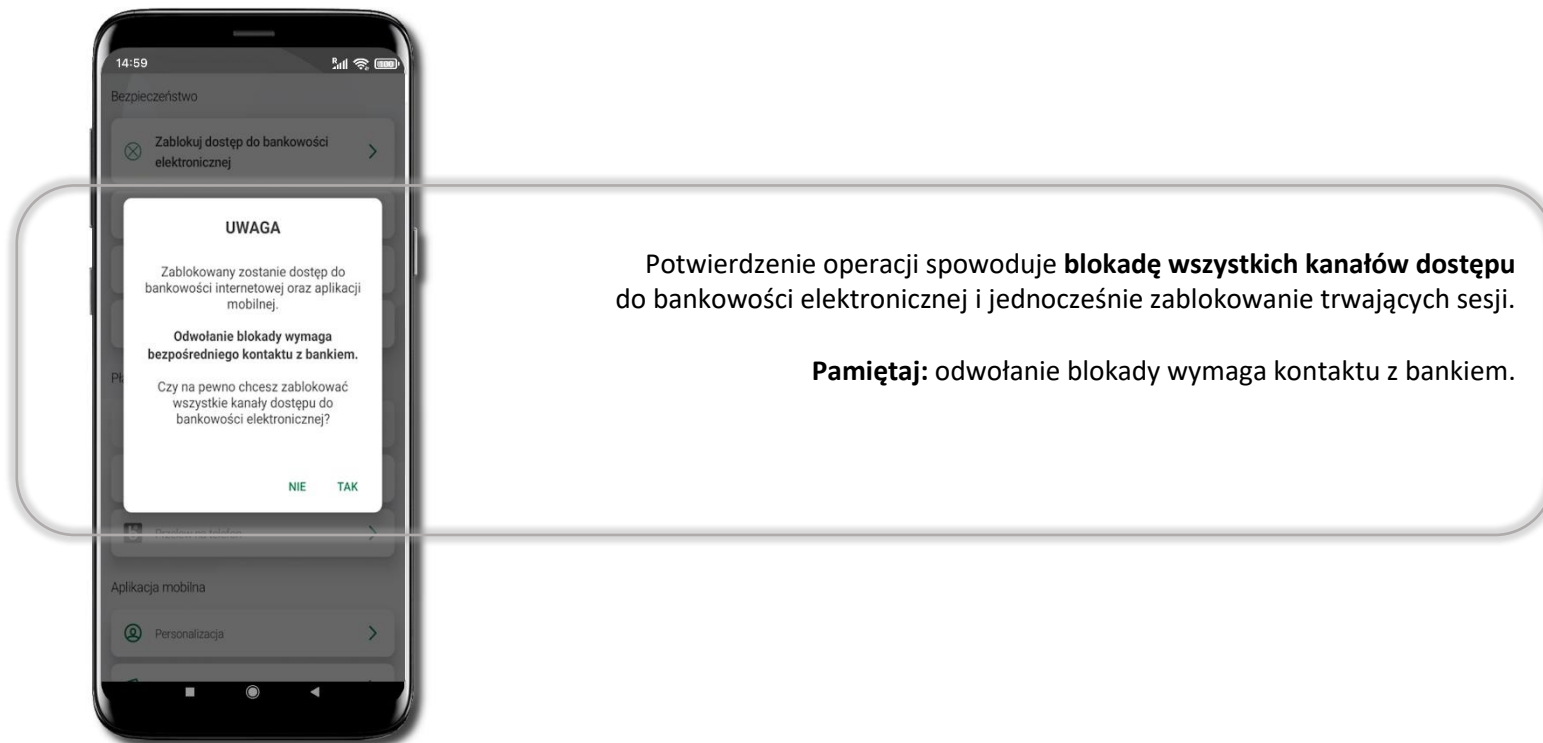 14:59
Bezpieczeństwo
Zablokuj dostęp do bankowości
elektronicznej
UWAGA
Zablokowany zostanie dostęp do
bankowości internetowej oraz aplikacji
mobilnej.
Odwołanie blokady wymaga
bezpośredniego kontaktu z bankiem.
Czy na pewno chcesz zablokować
wszystkie kanały dostępu do
bankowości elektronicznej?
NIE TAK
Przelew na telefon
Aplikacja mobilna
Personalizacja
Potwierdzenie operacji spowoduje blokadę wszystkich kanałów dostępu
do bankowości elektronicznej i jednocześnie zablokowanie trwających sesji.
Pamiętaj: odwołanie blokady wymaga kontaktu z bankiem.